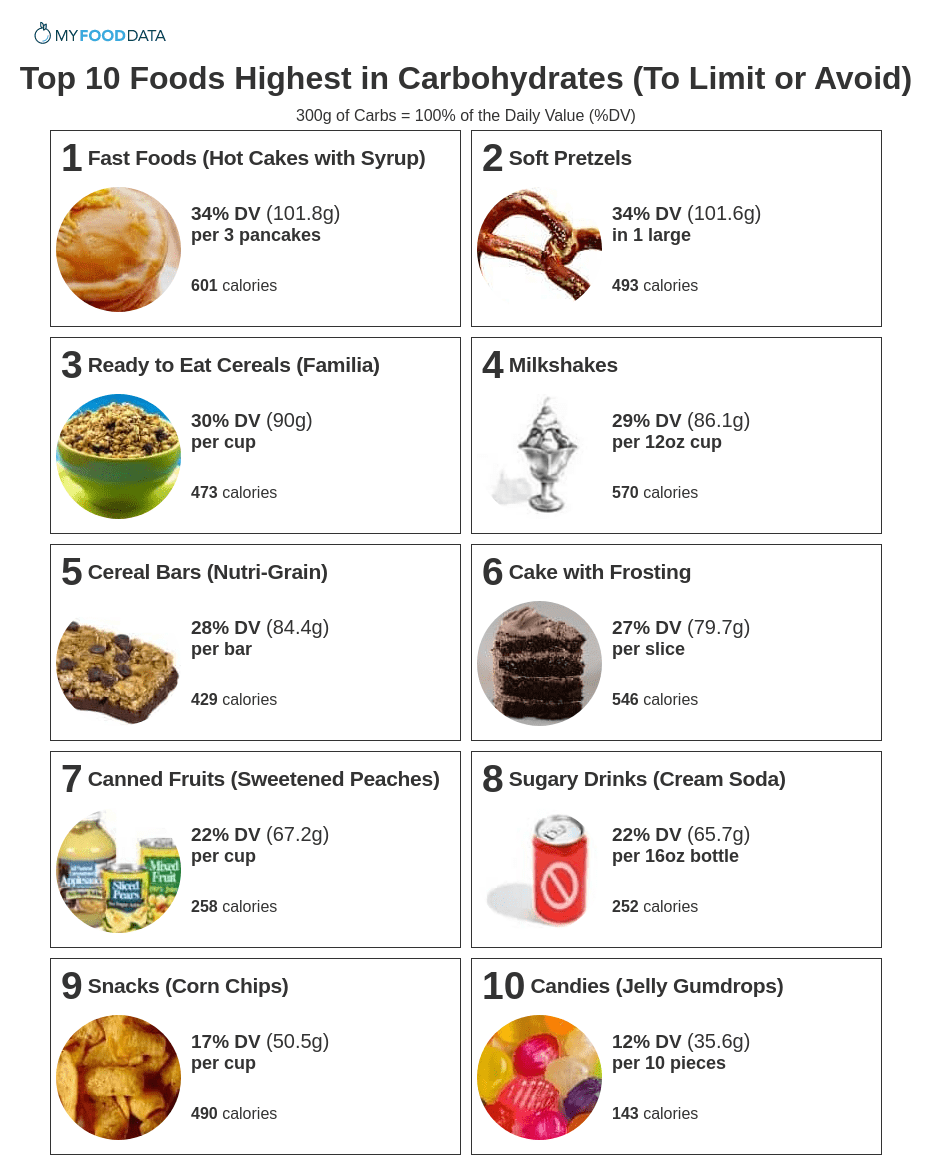 MYFOODDATA
Top 10 Foods Highest in Carbohydrates (To Limit or Avoid)
300g of Carbs = 100% of the Daily Value (%DV)
1 Fast Foods (Hot Cakes with Syrup)
34% DV (101.8g)
per 3 pancakes
601 calories
2 Soft Pretzels
34% DV (101.6g)
in 1 large
493 calories
3 Ready to Eat Cereals (Familia)
30% DV (90g)
per cup
473 calories
4 Milkshakes
29% DV (86.1g)
per 12oz cup
570 calories
5 Cereal Bars (Nutri-Grain)
28% DV (84.4g)
per bar
429 calories
6 Cake with Frosting
27% DV (79.7g)
per slice
546 calories
7 Canned Fruits (Sweetened Peaches)
Applesauce
Sliced
Pears
Mixed
Fruit
22% DV (67.2g)
per cup
258 calories
8 Sugary Drinks (Cream Soda)
22% DV (65.7g)
per 16oz bottle
252 calories
9 Snacks (Corn Chips)
17% DV (50.5g)
per cup
490 calories
10 Candies (Jelly Gumdrops)
12% DV (35.6g)
per 10 pieces
143 calories